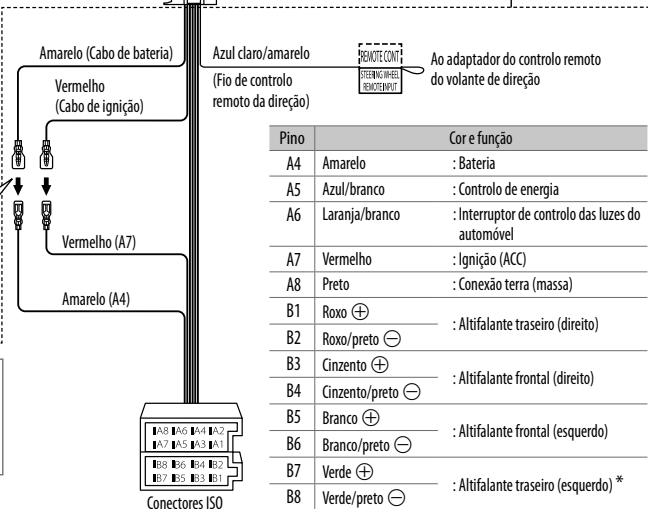 Amarelo (Cabo de bateria)
Vermelho
(Cabo de ignição)
Azul claro/amarelo
(Fio de controlo
remoto da direção)
REMOTE CONT
STEERING WHEEL
REMOTE INPUT
Ao adaptador do controlo remoto
do volante de direção
Vermelho (A7)
Amarelo (A4)
A8 A6 A4 A2
A7 A5 A3 A1
B8 B6 B4 B2
B7 B5 B3 B1
Conectores ISO
Pino Cor e função
A4 Amarelo : Bateria
A5 Azul/branco : Controlo de energia
A6 Laranja/branco : Interruptor de controlo das luzes do
automóvel
A7 Vermelho : Ignição (ACC)
A8 Preto : Conexão terra (massa)
B1 Roxo ⊕
: Altifalante traseiro (direito)
B2 Roxo/preto ⊖
B3 Cinzento ⊕
: Altifalante frontal (direito)
B4 Cinzento/preto ⊖
B5 Branco ⊕
: Altifalante frontal (esquerdo)
B6 Branco/preto ⊖
B7 Verde ⊕
: Altifalante traseiro (esquerdo) *
B8 Verde/preto ⊖